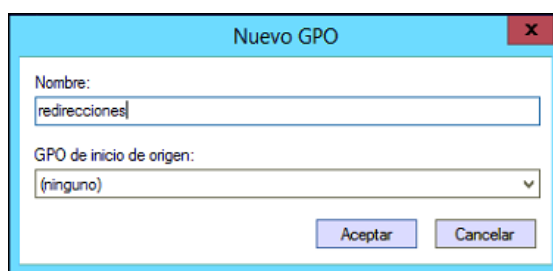 Nuevo GPO
x
Nombre:
redirecciones
GPO de inicio de origen:
(ninguno)
Aceptar
Cancelar